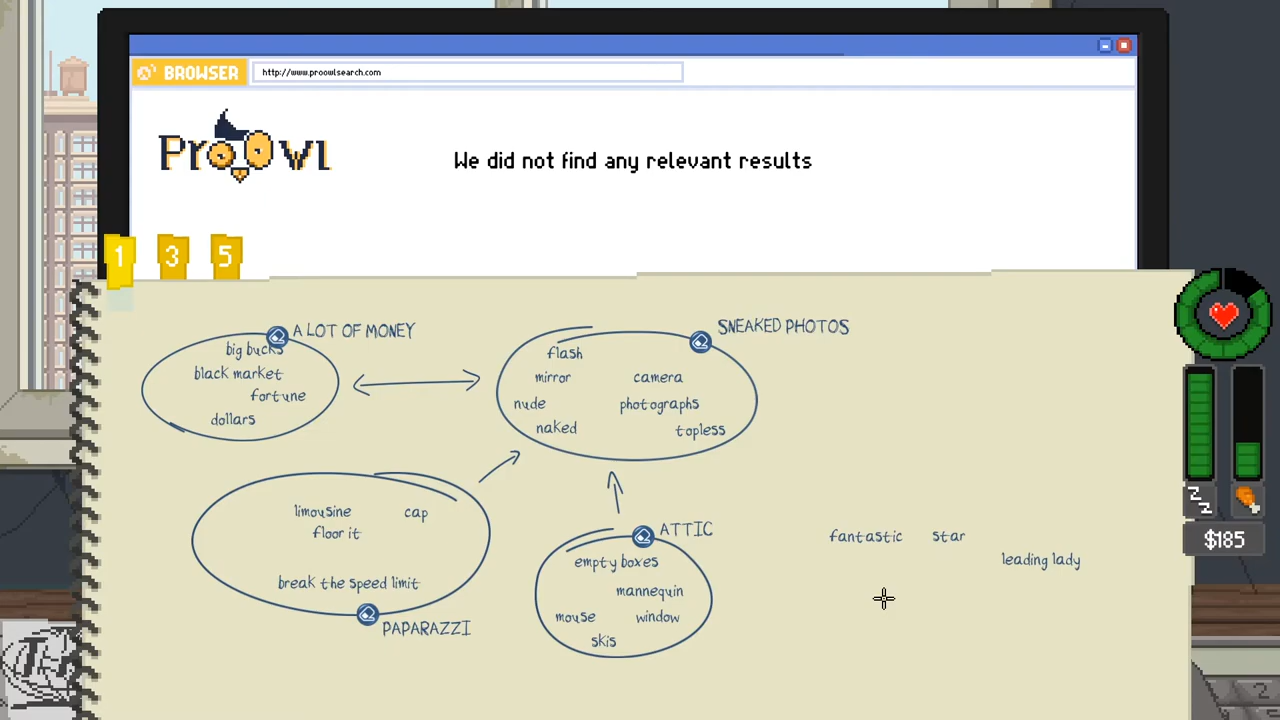 BROWSER
http://www.proowlsearch.com
PrOOwl
We did not find any relevant results
1 3 5
A LOT OF MONEY
big bucks
black market
fortune
dollars
SNEAKED PHOTOS
flash
mirror camera
nude photographs
naked topless
limousine cap
floor it
break the speed limit
PAPARAZZI
ATTIC
empty boxes
mannequin
mouse window
skis
fantastic star
leading lady
$185